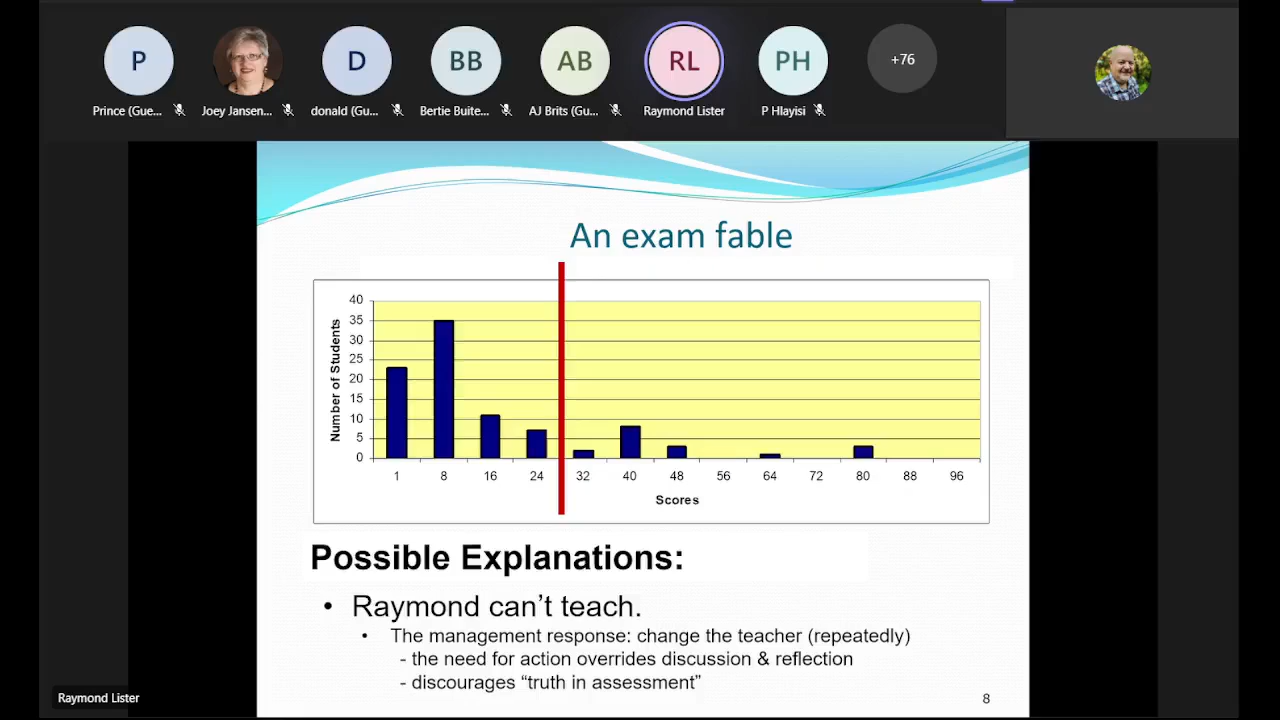 P
D
BB
AB
RL
PH
+76
Prince (Gue...
Joey Jansen...
donald (Gu...
Bertie Buite...
AJ Brits (Gu...
Raymond Lister
P Hlayisi
An exam fable
40
35
30
25
20
15
10
5
0
Number of Students
1 8 16 24 32 40 48 56 64 72 80 88 96
Scores
Possible Explanations:
• Raymond can’t teach.
• The management response: change the teacher (repeatedly)
- the need for action overrides discussion & reflection
- discourages “truth in assessment”
Raymond Lister
8